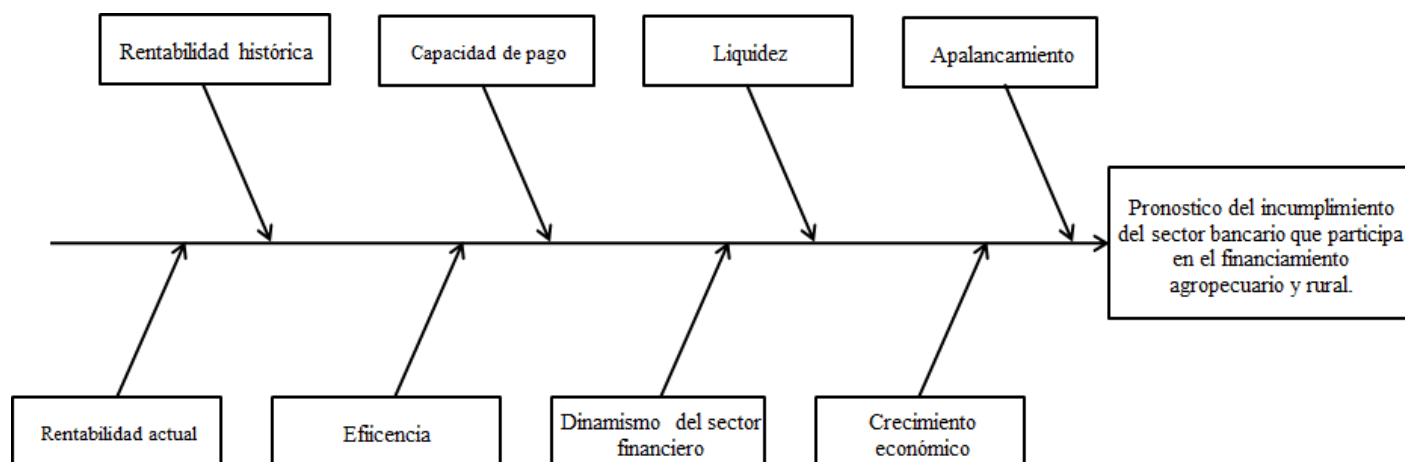 Rentabilidad histórica
Capacidad de pago
Liquidez
Apalancamiento
Pronostico del incumplimiento
del sector bancario que participa
en el financiamiento
agropecuario y rural.
Rentabilidad actual
Efiicencia
Dinamismo del sector
financiero
Crecimiento
económico